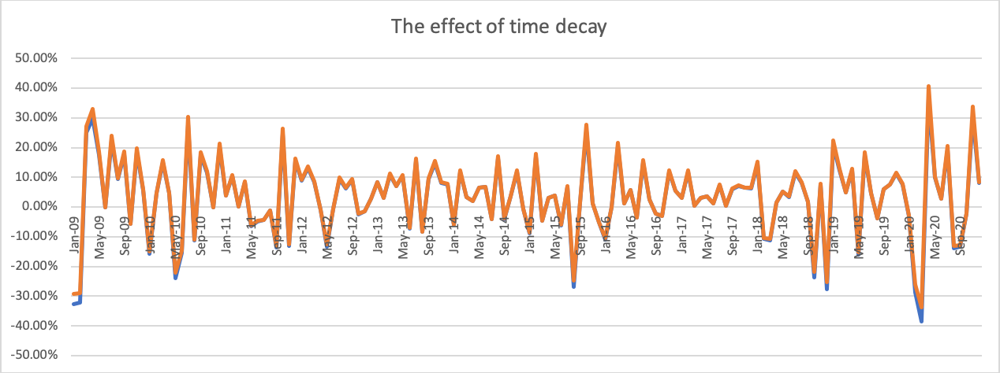 The effect of time decay
50.00%
40.00%
30.00%
20.00%
10.00%
0.00%
-10.00%
-20.00%
-30.00%
-40.00%
-50.00%
Jan-09
May-09
Sep-09
Jan-10
May-10
Sep-10
Jan-11
May-11
Sep-11
Jan-12
May-12
Sep-12
Jan-13
May-13
Sep-13
Jan-14
May-14
Sep-14
Jan-15
May-15
Sep-15
Jan-16
May-16
Sep-16
Jan-17
May-17
Sep-17
Jan-18
May-18
Sep-18
Jan-19
May-19
Sep-19
Jan-20
May-20
Sep-20